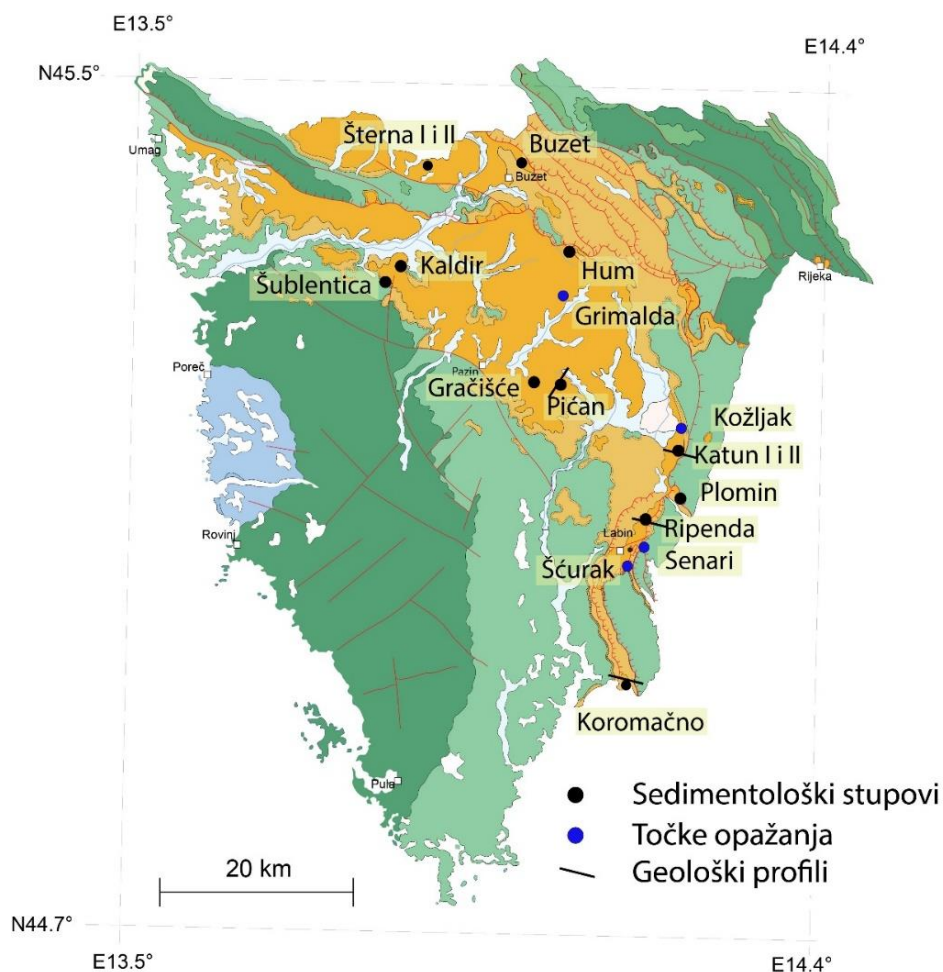 E13.5°
E14.4°
N45.5°
Umag
Šterna I i II
Buzet
Buzet
Kaldir
Hum
Rijeka
Šublentica
Grimalda
Poreč
Pazin
Gračišće
Pićan
Kožljak
Katun I i II
Plomin
Rovinj
Labin
Ripenda
Senari
Šćurak
Koromačno
Pula
Sedimentološki stupovi
Točke opažanja
20 km
Geološki profili
N44.7°
E13.5°
E14.4°